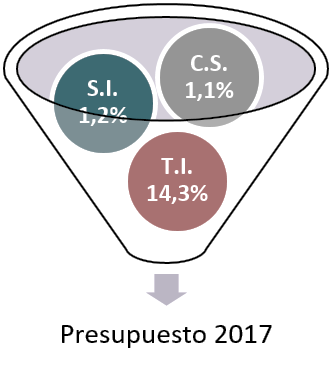 C.S.
1,1%
S.I.
1,2%
T.I.
14,3%
Presupuesto 2017